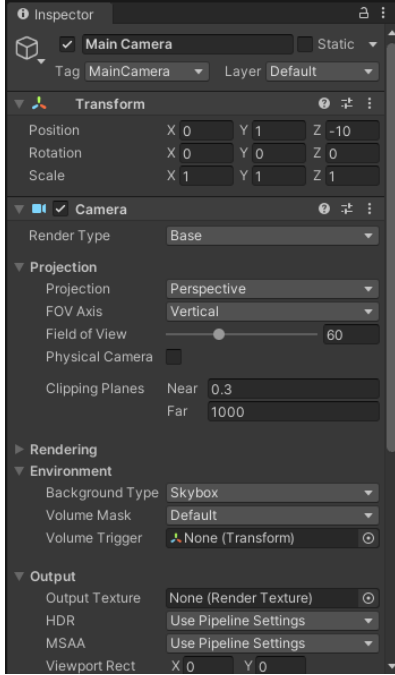 Inspector
Main Camera Static
Tag MainCamera Layer Default
Transform
Position X 0 Y 1 Z -10
Rotation X 0 Y 0 Z 0
Scale X 1 Y 1 Z 1
Camera
Render Type Base
Projection
Projection Perspective
FOV Axis Vertical
Field of View 60
Physical Camera
Clipping Planes Near 0.3
Far 1000
Rendering
Environment
Background Type Skybox
Volume Mask Default
Volume Trigger None (Transform)
Output
Output Texture None (Render Texture)
HDR Use Pipeline Settings
MSAA Use Pipeline Settings
Viewport Rect X 0 Y 0